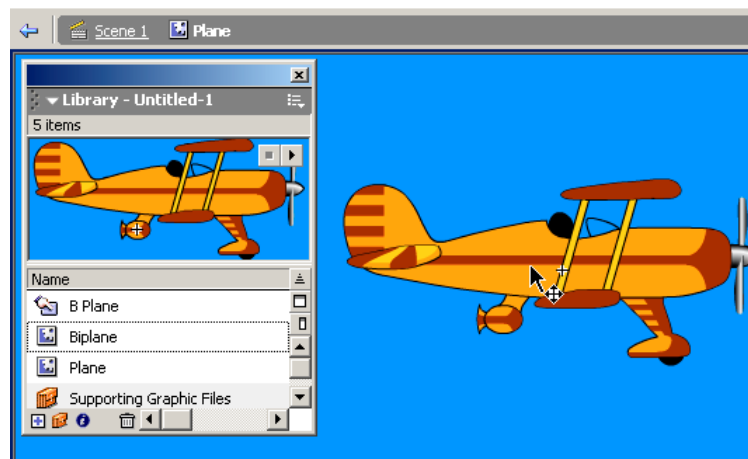 Scene 1 Plane
Library - Untitled-1
5 items
Name
B Plane
Biplane
Plane
Supporting Graphic Files